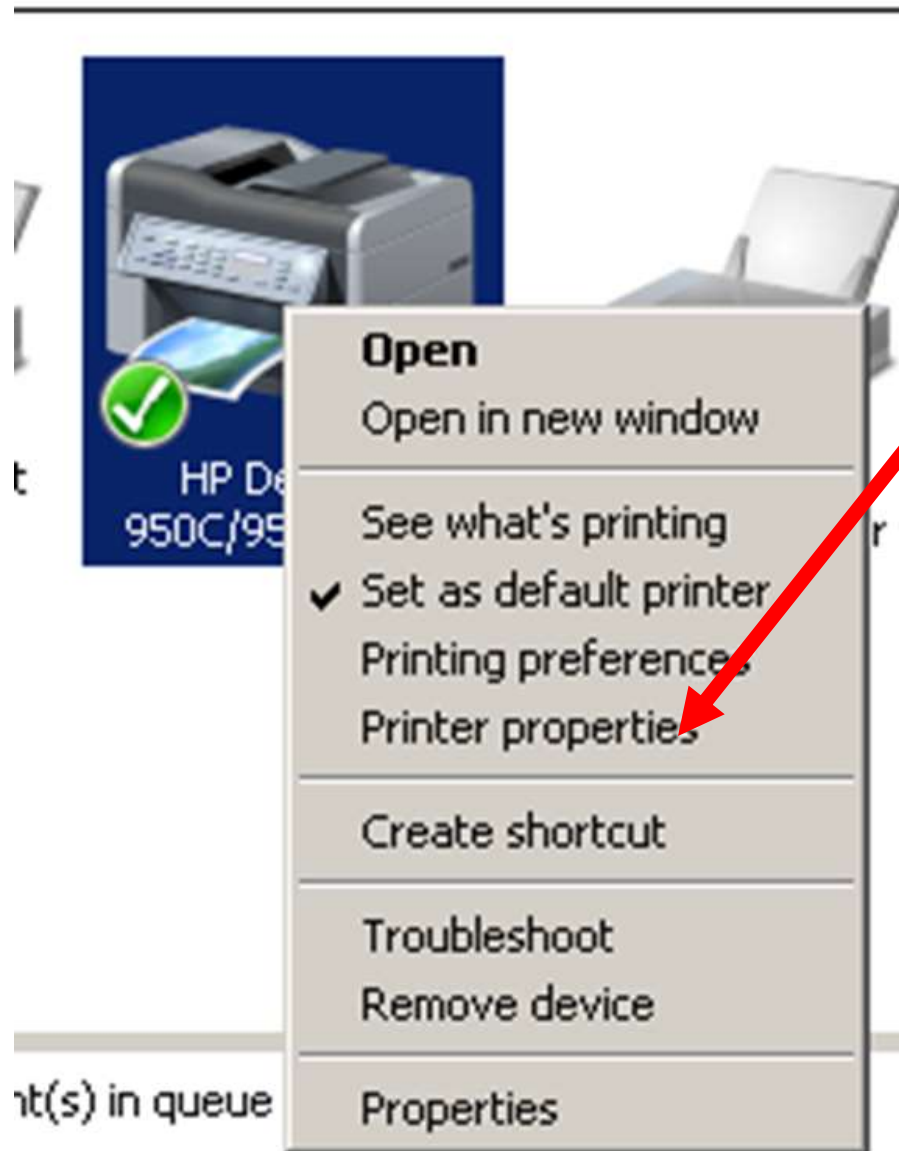 HP De
950C/95
Open
Open in new window
See what's printing
Set as default printer
Printing preferences
Printer properties
Create shortcut
Troubleshoot
Remove device
Properties
t
r
nt(s) in queue